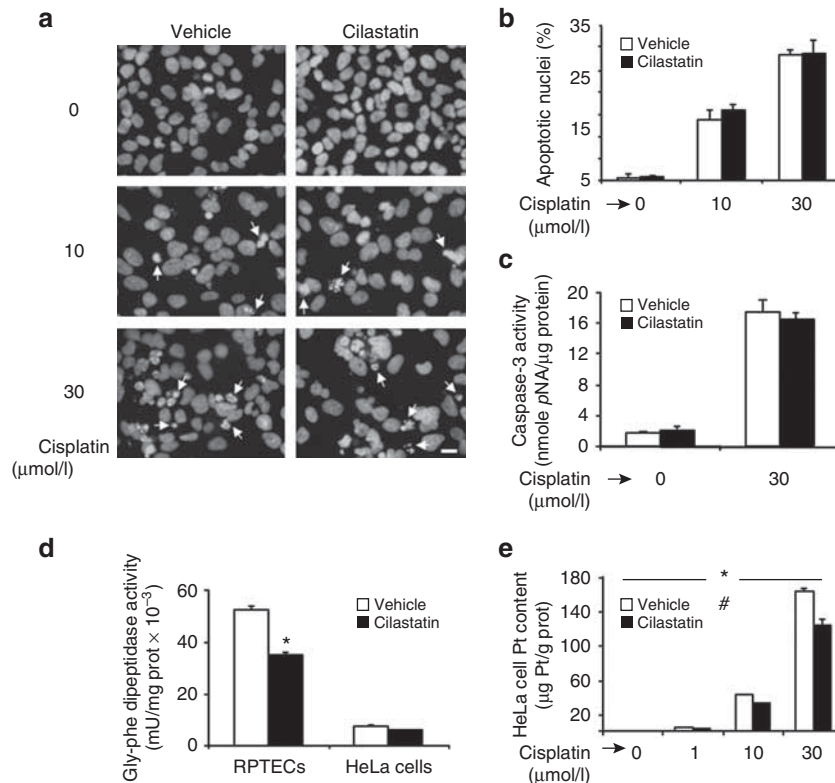 a
Vehicle Cilastatin
0
10
30
Cisplatin
(μmol/l)
b
Apoptotic nuclei (%)
35
25
15
5
Vehicle
Cilastatin
Cisplatin → 0 10 30
(μmol/l)
c
Caspase-3 activity
(nmole pNA/μg protein)
20
16
12
8
4
0
Vehicle
Cilastatin
Cisplatin → 0 30
(μmol/l)
d
Gly-phe dipeptidase activity
(mU/mg prot × 10⁻³)
60
40
20
0
Vehicle
Cilastatin
*
RPTECs HeLa cells
e
HeLa cell Pt content
(μg Pt/g prot)
180
140
100
60
20
*
#
Vehicle
Cilastatin
Cisplatin → 0 1 10 30
(μmol/l)